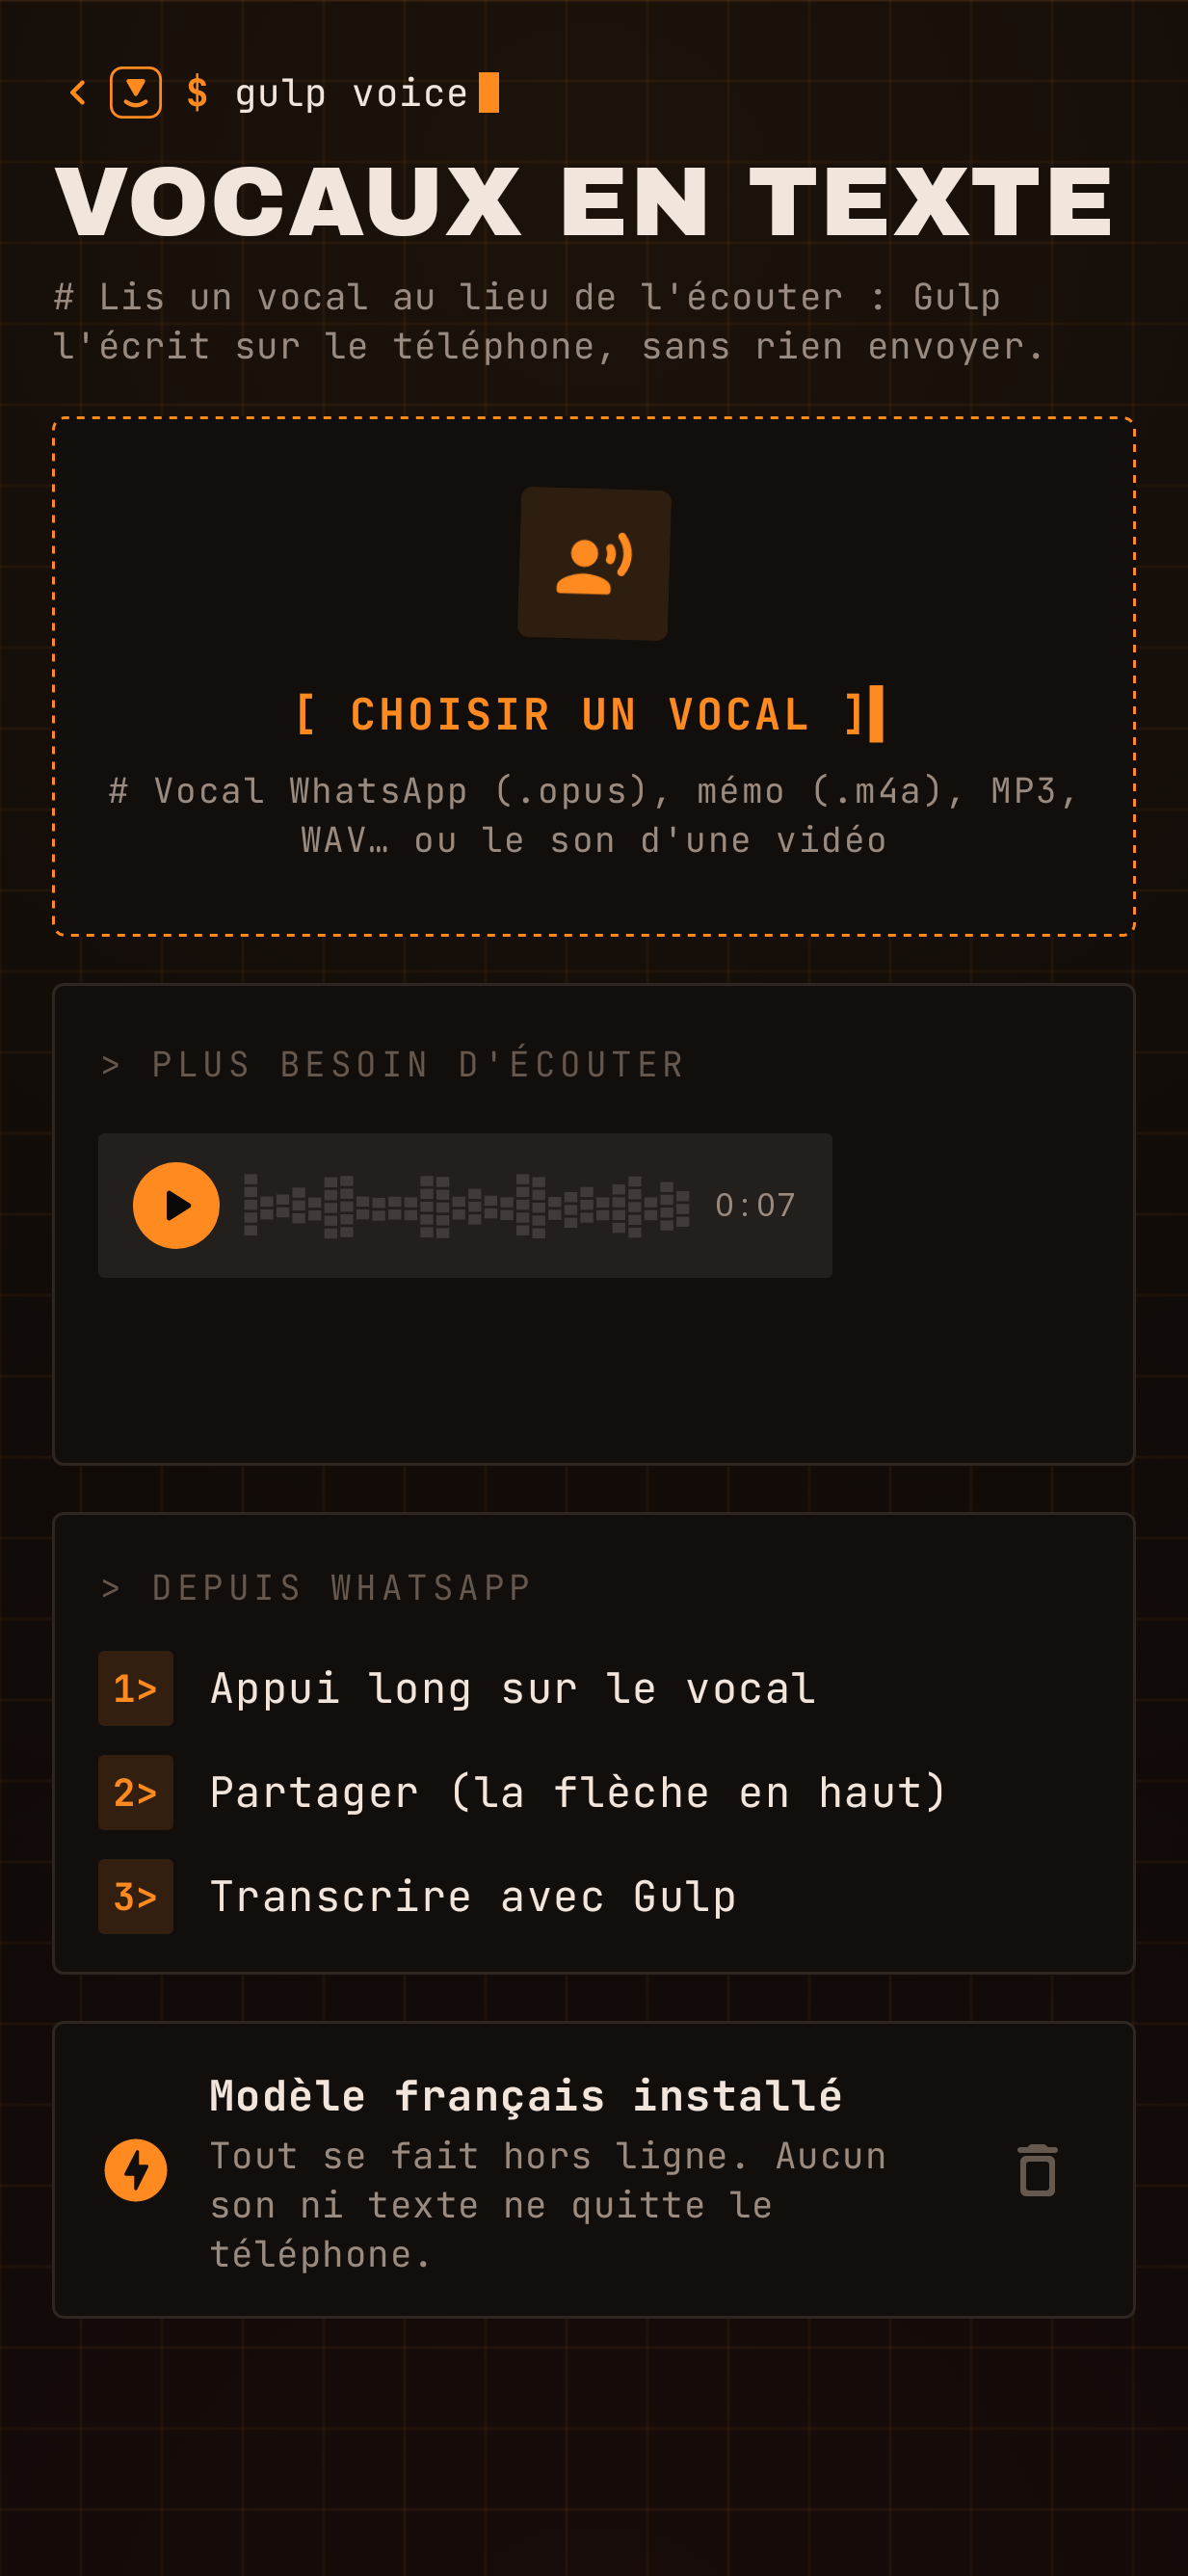 $ gulp voice
VOCAUX EN TEXTE
# Lis un vocal au lieu de l'écouter : Gulp
l'écrit sur le téléphone, sans rien envoyer.
[ CHOISIR UN VOCAL ]
# Vocal WhatsApp (.opus), mémo (.m4a), MP3,
WAV… ou le son d'une vidéo
> PLUS BESOIN D'ÉCOUTER
0:07
> DEPUIS WHATSAPP
1> Appui long sur le vocal
2> Partager (la flèche en haut)
3> Transcrire avec Gulp
Modèle français installé
Tout se fait hors ligne. Aucun
son ni texte ne quitte le
téléphone.